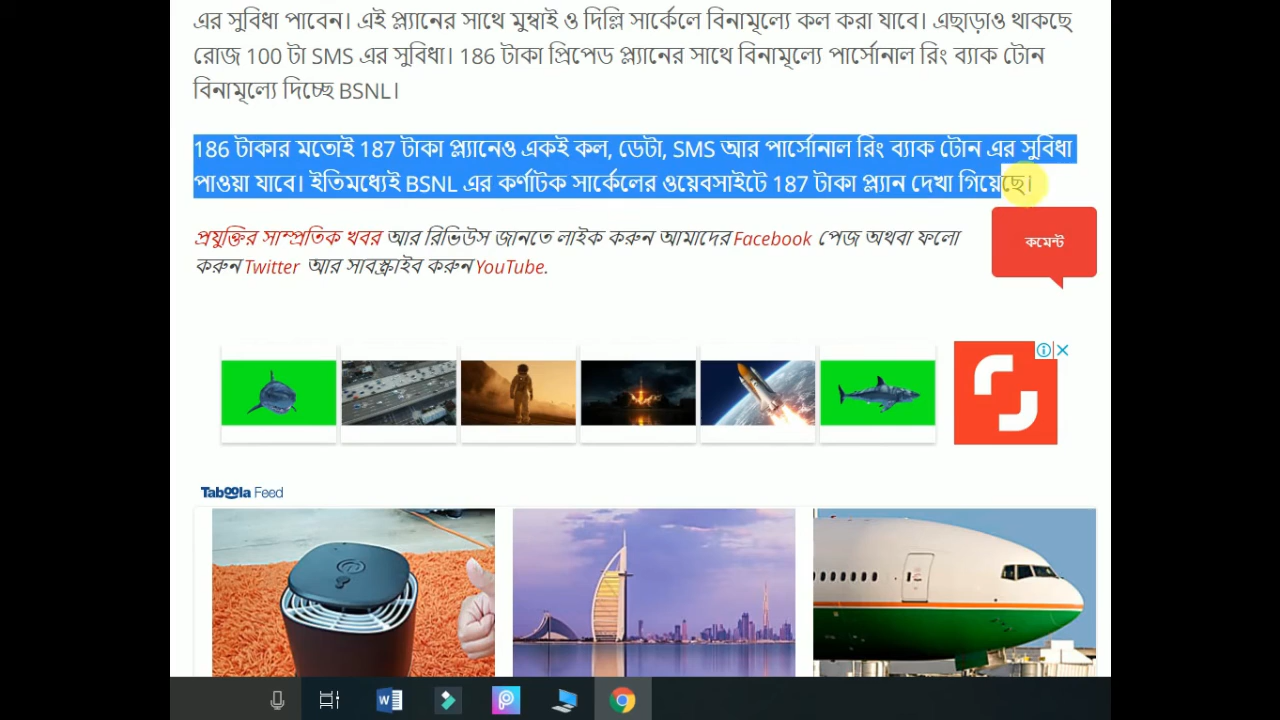 এর সুবিধা পাবেন। এই প্ল্যানের সাথে মুম্বাই ও দিল্লি সার্কেলে বিনামূল্যে কল করা যাবে। এছাড়াও থাকছে
রোজ 100 টা SMS এর সুবিধা। 186 টাকা প্রিপেড প্ল্যানের সাথে বিনামূল্যে পার্সোনাল রিং ব্যাক টোন
বিনামূল্যে দিচ্ছে BSNL।
186 টাকার মতোই 187 টাকা প্ল্যানেও একই কল, ডেটা, SMS আর পার্সোনাল রিং ব্যাক টোন এর সুবিধা
পাওয়া যাবে। ইতিমধ্যেই BSNL এর কর্ণাটক সার্কেলের ওয়েবসাইটে 187 টাকা প্ল্যান দেখা গিয়েছে।
প্রযুক্তির সাম্প্রতিক খবর আর রিভিউস জানতে লাইক করুন আমাদের Facebook পেজ অথবা ফলো
করুন Twitter আর সাবস্ক্রাইব করুন YouTube.
কমেন্ট
Taboola Feed